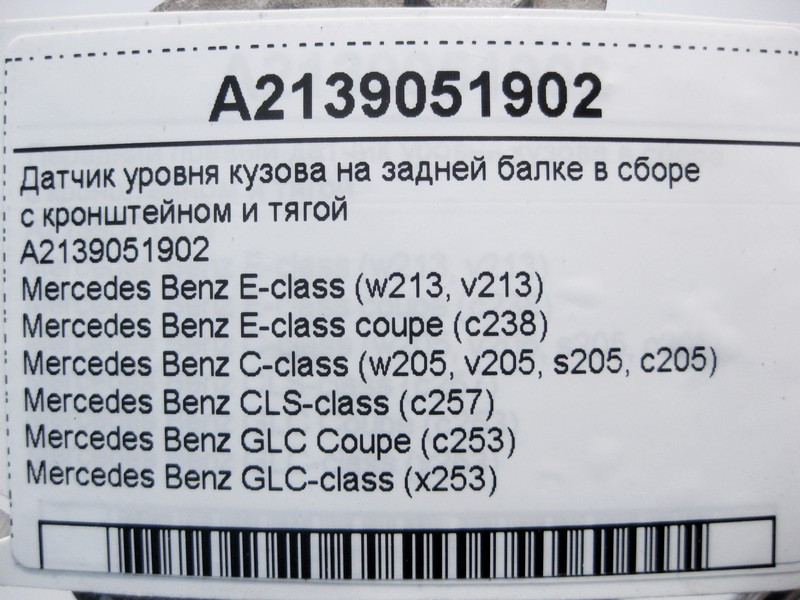 A2139051902
Датчик уровня кузова на задней балке в сборе
с кронштейном и тягой
A2139051902
Mercedes Benz E-class (w213, v213)
Mercedes Benz E-class coupe (c238)
Mercedes Benz C-class (w205, v205, s205, c205)
Mercedes Benz CLS-class (c257)
Mercedes Benz GLC Coupe (c253)
Mercedes Benz GLC-class (x253)